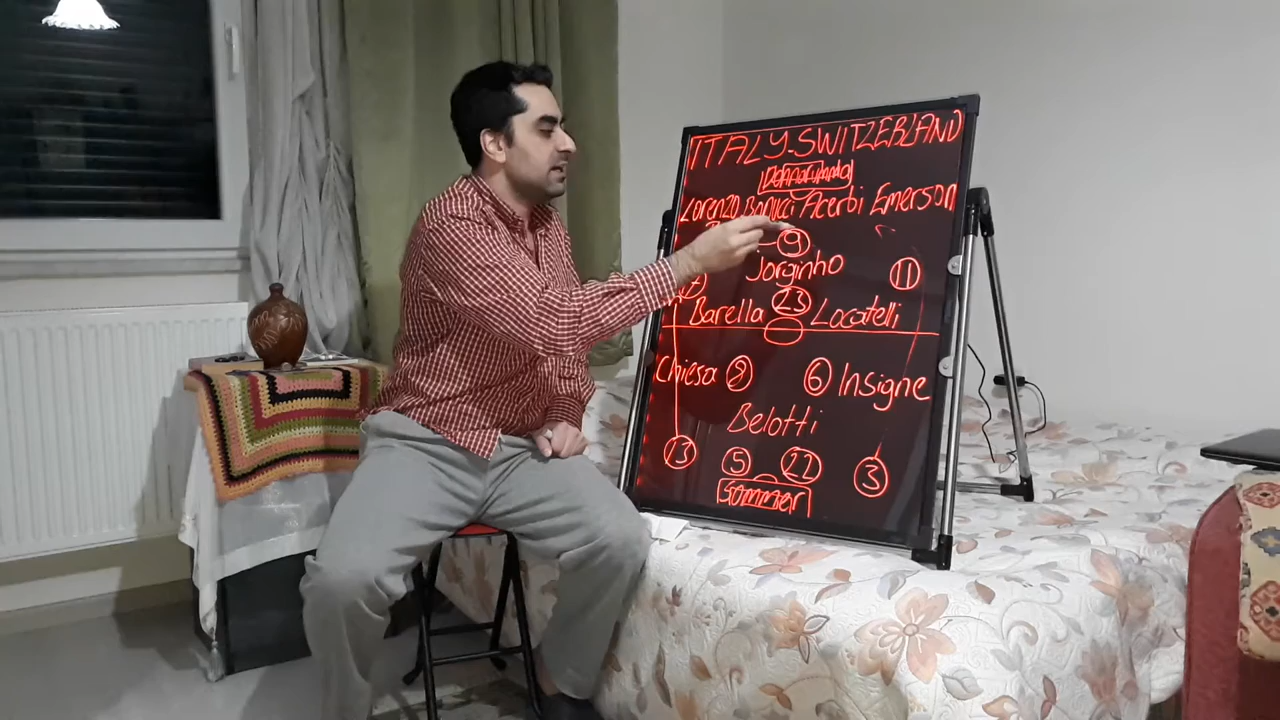 ITALY-SWITZERLAND
Donnarumma
Lorenzo Bonucci Acerbi Emerson
9
Jorginho 11
7
Barella 23 Locatelli
Chiesa 8 6 Insigne
Belotti
13 5 22 3
Sommer